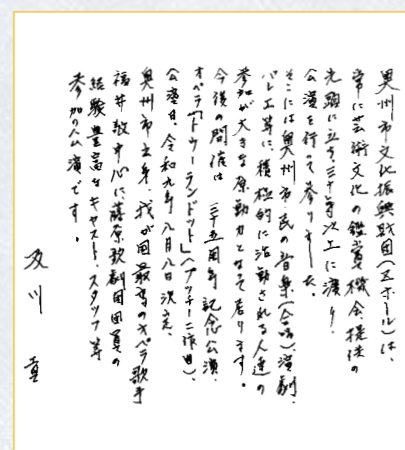 奥州市文化振興財団(Zホール)は、
常に芸術文化の鑑賞機会提供の
先頭に立ち三十年以上に渡り
公演を行って参りました。
そこには奥州市民の音楽(合唱)、演劇、
バレエ等に、積極的に活動される人達の
参加が大きな原動力となって居ります。
今後の開催は 三十五周年 記念公演、
オペラ「トゥーランドット」(プッチーニ作曲)、
公演日、令和九年 八月八日 決定、
奥州市出身、我が国最高のオペラ歌手
福井敬中心に藤原歌劇団団員の
経験豊富なキャスト、スタッフ等
参加の公演です。
及川